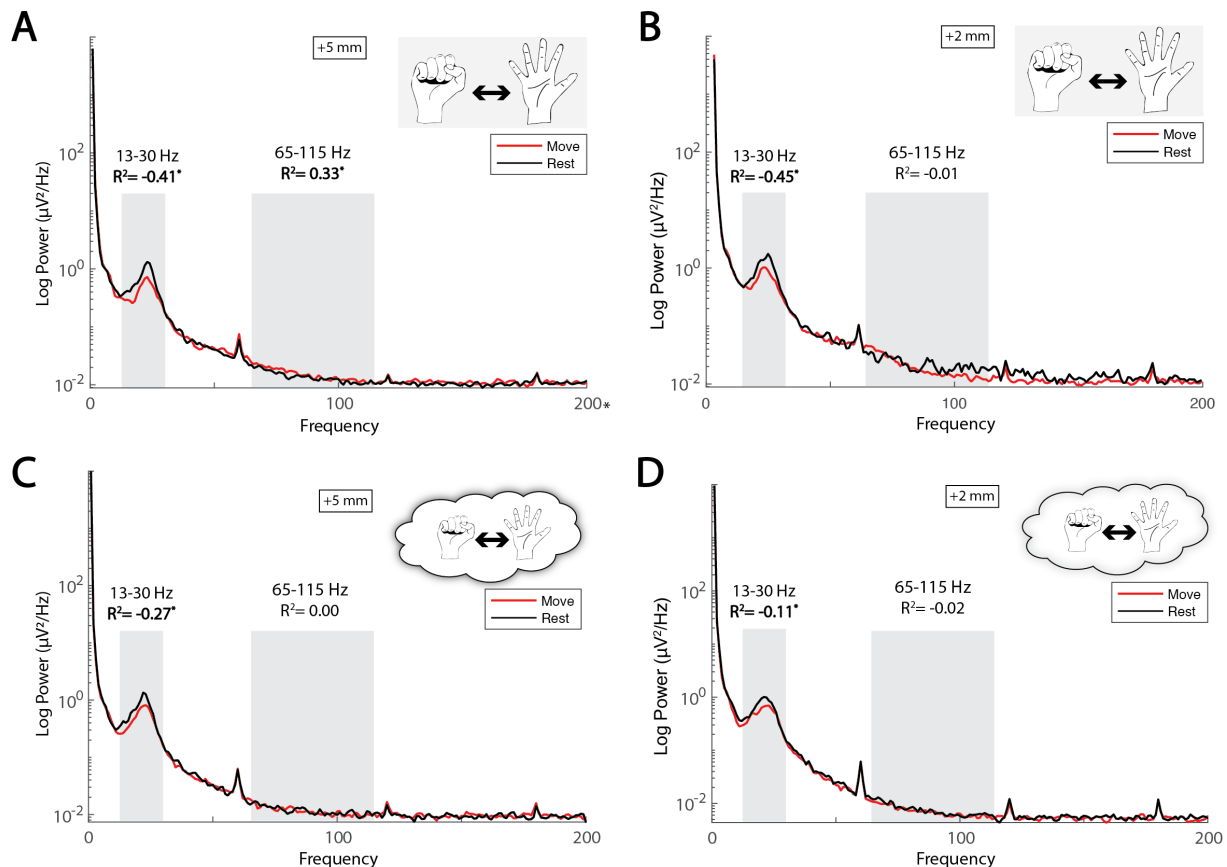 A
+5 mm
Move
Rest
13-30 Hz
R²= -0.41*
65-115 Hz
R²= 0.33*
Log Power (µV²/Hz)
10²
10⁰
10⁻²
0
100
200*
Frequency
B
+2 mm
Move
Rest
13-30 Hz
R²= -0.45*
65-115 Hz
R²= -0.01
Log Power (µV²/Hz)
10²
10⁰
10⁻²
0
100
200
Frequency
C
+5 mm
Move
Rest
13-30 Hz
R²= -0.27*
65-115 Hz
R²= 0.00
Log Power (µV²/Hz)
10²
10⁰
10⁻²
0
100
200
Frequency
D
+2 mm
Move
Rest
13-30 Hz
R²= -0.11*
65-115 Hz
R²= -0.02
Log Power (µV²/Hz)
10²
10⁰
10⁻²
0
100
200
Frequency